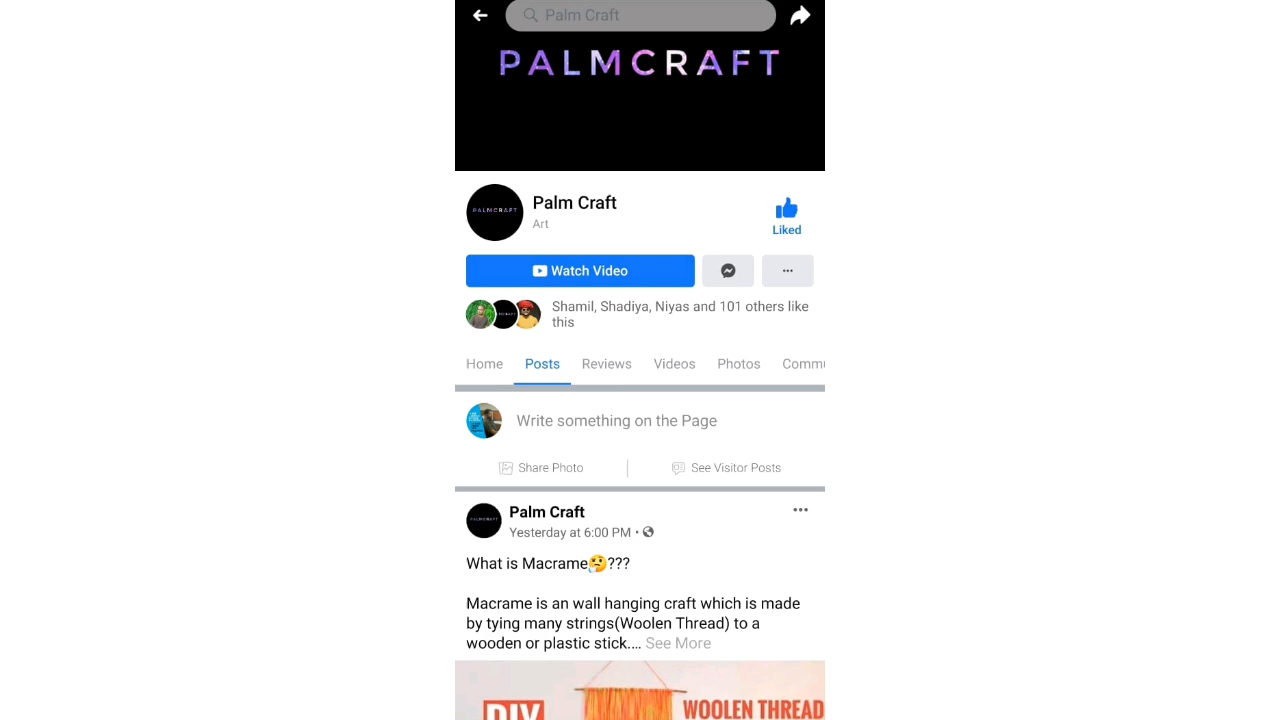 Palm Craft
PALMCRAFT
PALMCRAFT
Palm Craft
Art
Liked
Watch Video
Shamil, Shadiya, Niyas and 101 others like
this
Home Posts Reviews Videos Photos Commu
Write something on the Page
Share Photo See Visitor Posts
PALMCRAFT
Palm Craft
Yesterday at 6:00 PM •
What is Macrame🤔???
Macrame is an wall hanging craft which is made
by tying many strings(Woolen Thread) to a
wooden or plastic stick.... See More
DIY WOOLEN THREAD